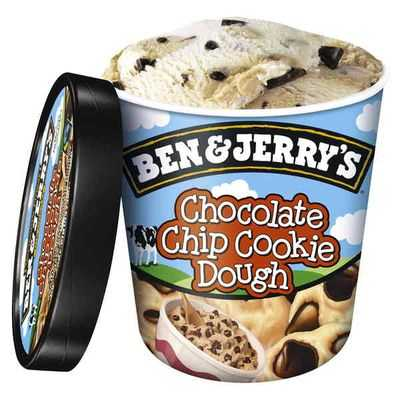 BEN & JERRY'S
Chocolate
Chip Cookie
Dough